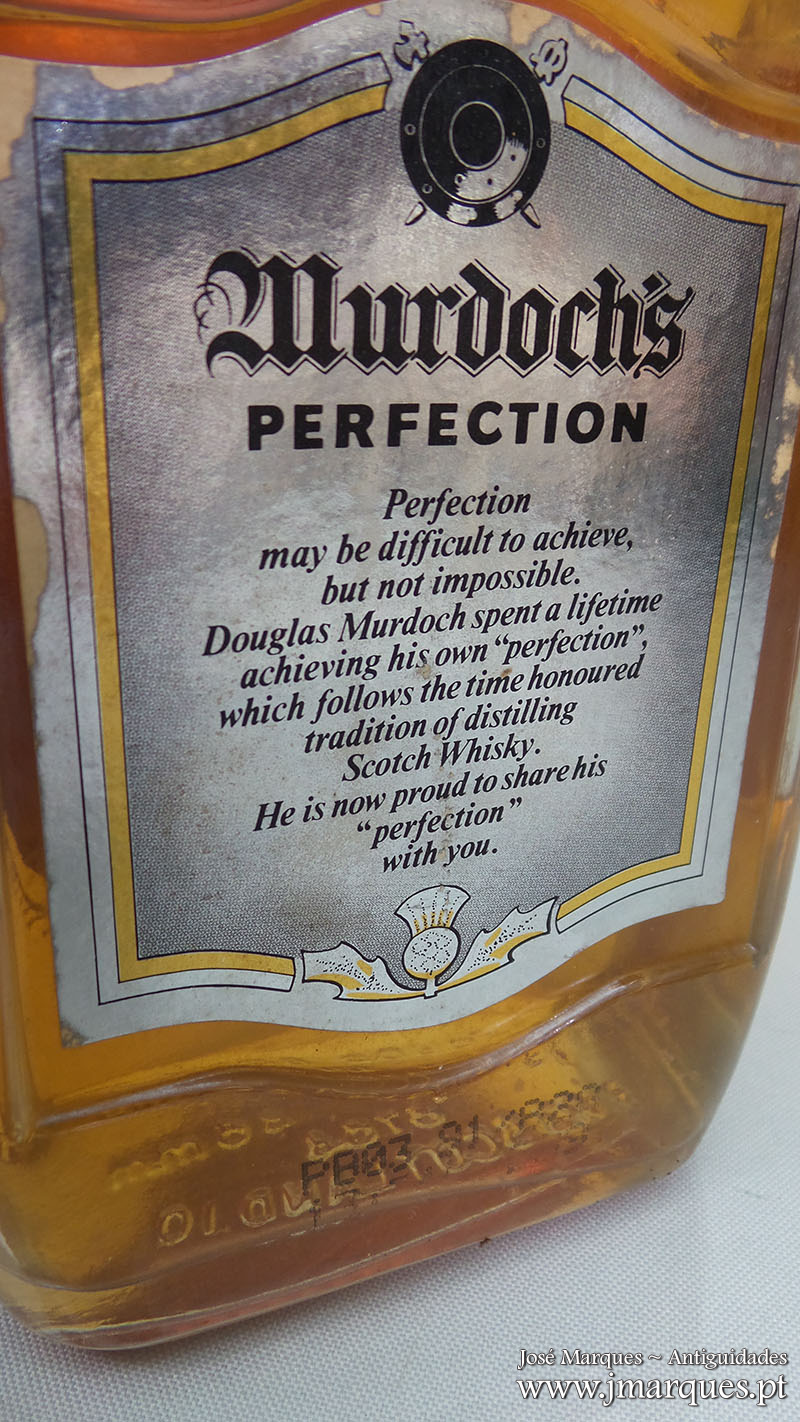 Murdoch's
PERFECTION
Perfection
may be difficult to achieve,
but not impossible.
Douglas Murdoch spent a lifetime
achieving his own “perfection”,
which follows the time honoured
tradition of distilling
Scotch Whisky.
He is now proud to share his
“perfection”
with you.
José Marques ~ Antiguidades
www.jmarques.pt